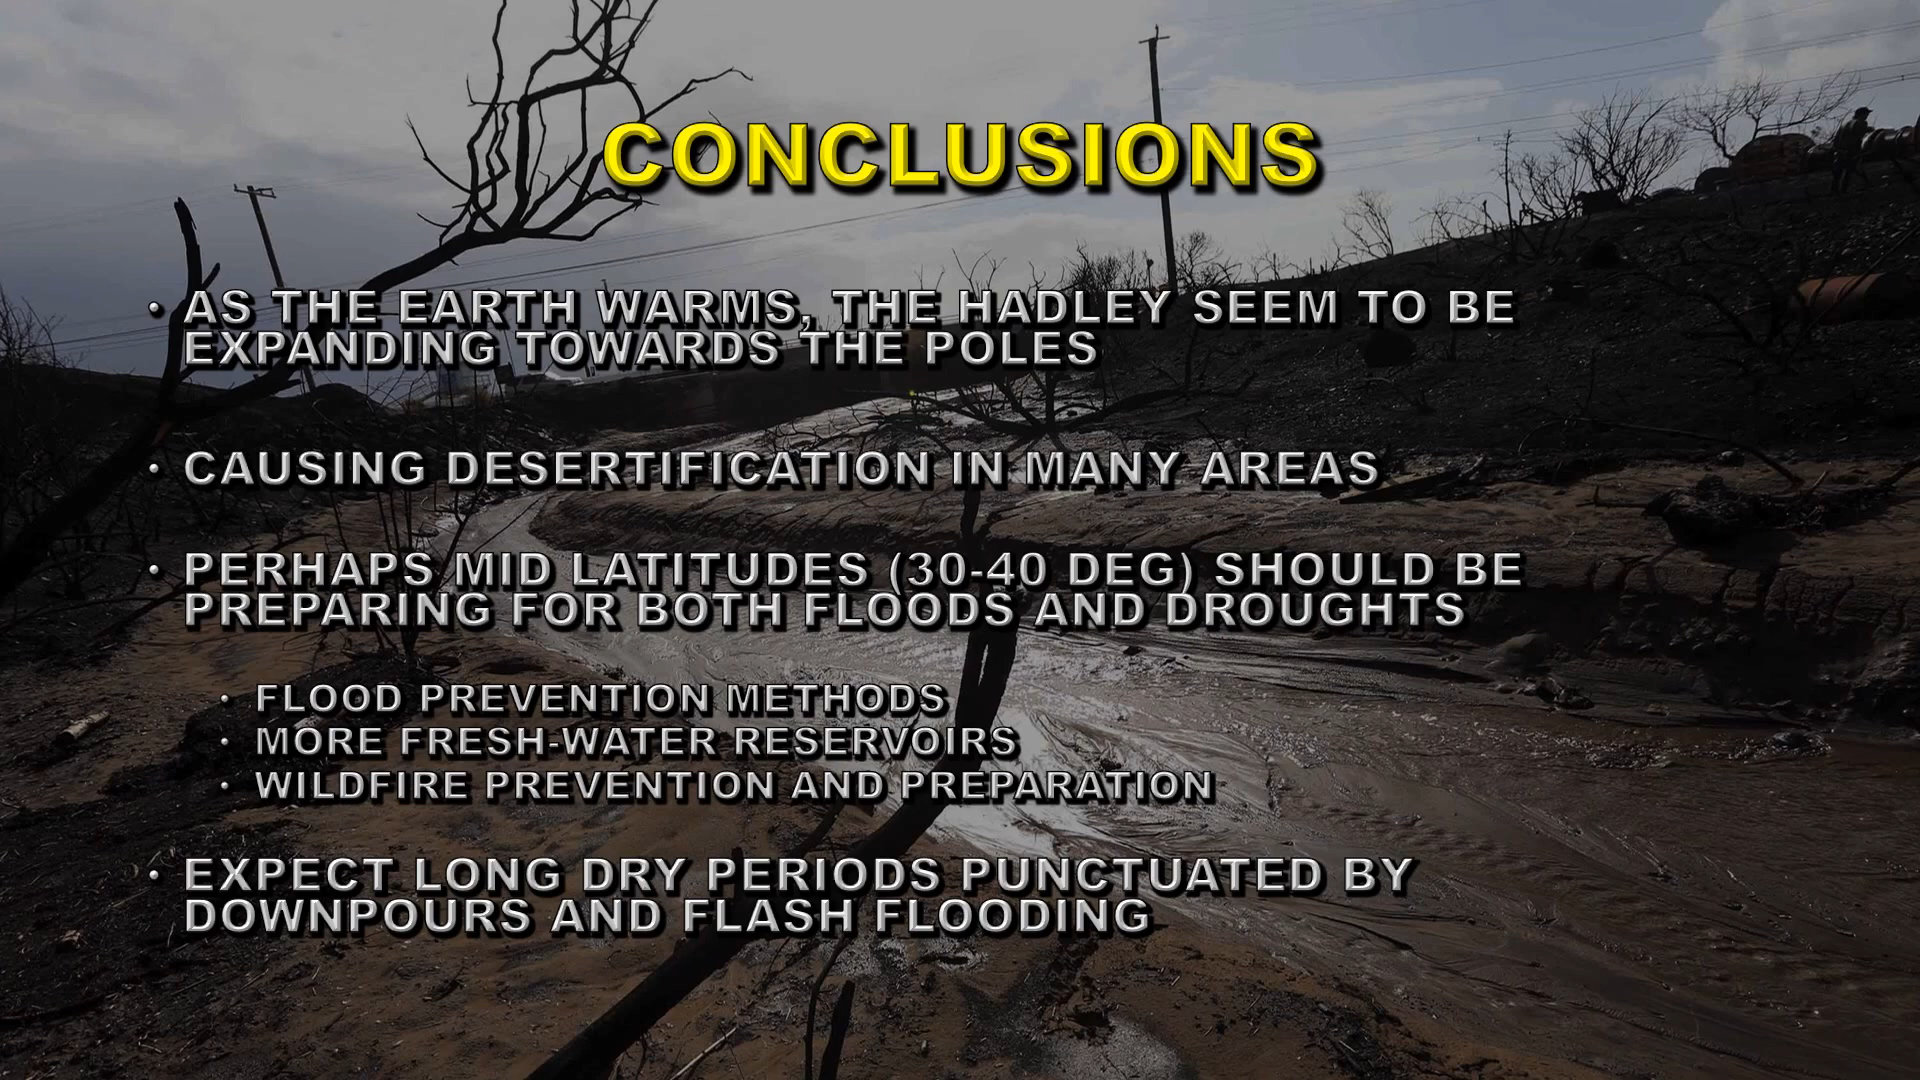 CONCLUSIONS
• AS THE EARTH WARMS, THE HADLEY SEEM TO BE
EXPANDING TOWARDS THE POLES
• CAUSING DESERTIFICATION IN MANY AREAS
• PERHAPS MID LATITUDES (30-40 DEG) SHOULD BE
PREPARING FOR BOTH FLOODS AND DROUGHTS
• FLOOD PREVENTION METHODS
• MORE FRESH-WATER RESERVOIRS
• WILDFIRE PREVENTION AND PREPARATION
• EXPECT LONG DRY PERIODS PUNCTUATED BY
DOWNPOURS AND FLASH FLOODING